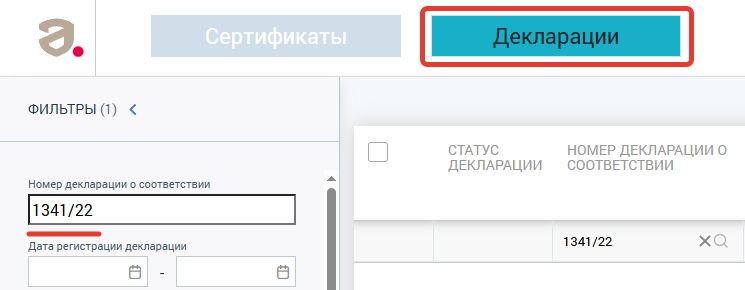 Сертификаты
Декларации
ФИЛЬТРЫ (1)
Номер декларации о соответствии
1341/22
Дата регистрации декларации
-
СТАТУС
ДЕКЛАРАЦИИ
НОМЕР ДЕКЛАРАЦИИ О
СООТВЕТСТВИИ
1341/22